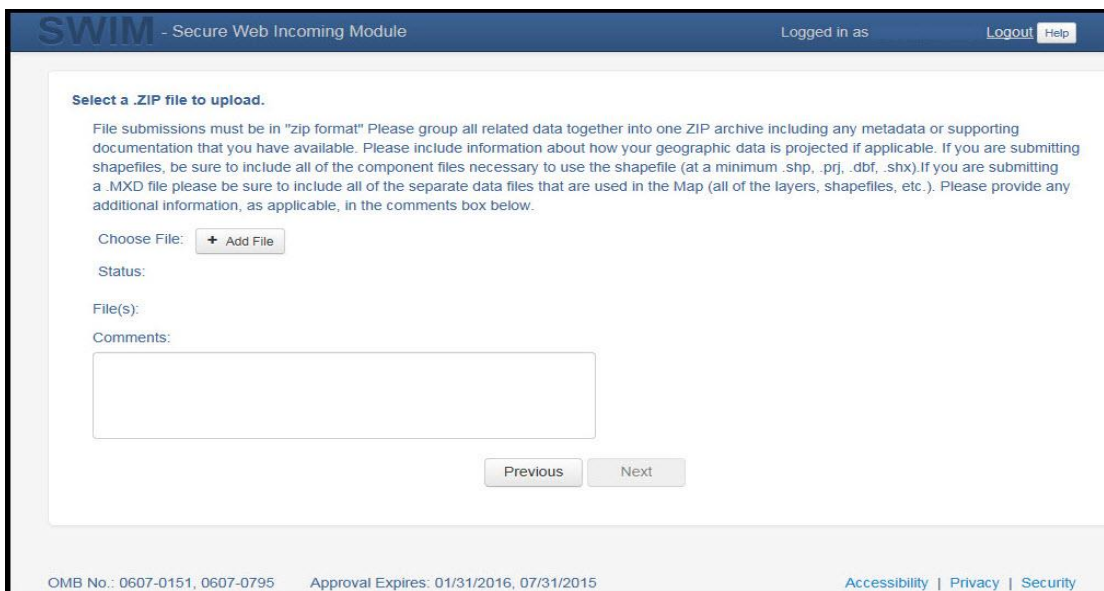 SWIM - Secure Web Incoming Module Logged in as Logout Help
Select a .ZIP file to upload.
File submissions must be in "zip format" Please group all related data together into one ZIP archive including any metadata or supporting
documentation that you have available. Please include information about how your geographic data is projected if applicable. If you are submitting
shapefiles, be sure to include all of the component files necessary to use the shapefile (at a minimum .shp, .prj, .dbf, .shx).If you are submitting
a .MXD file please be sure to include all of the separate data files that are used in the Map (all of the layers, shapefiles, etc.). Please provide any
additional information, as applicable, in the comments box below.
Choose File: + Add File
Status:
File(s):
Comments:
Previous Next
OMB No.: 0607-0151, 0607-0795 Approval Expires: 01/31/2016, 07/31/2015 Accessibility | Privacy | Security